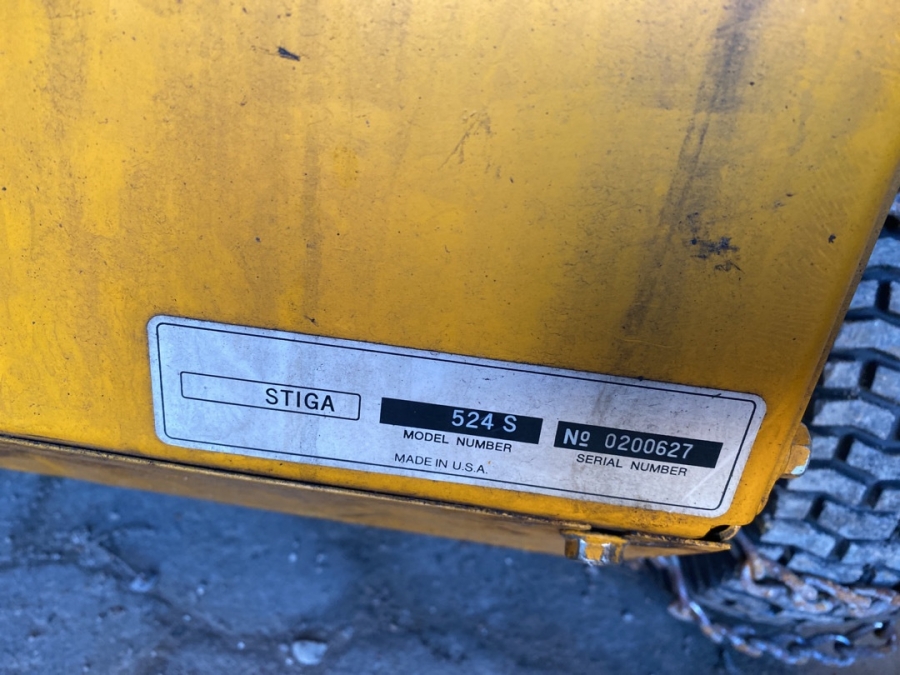 STIGA
524 S
MODEL NUMBER
Nº 0200627
SERIAL NUMBER
MADE IN U.S.A.